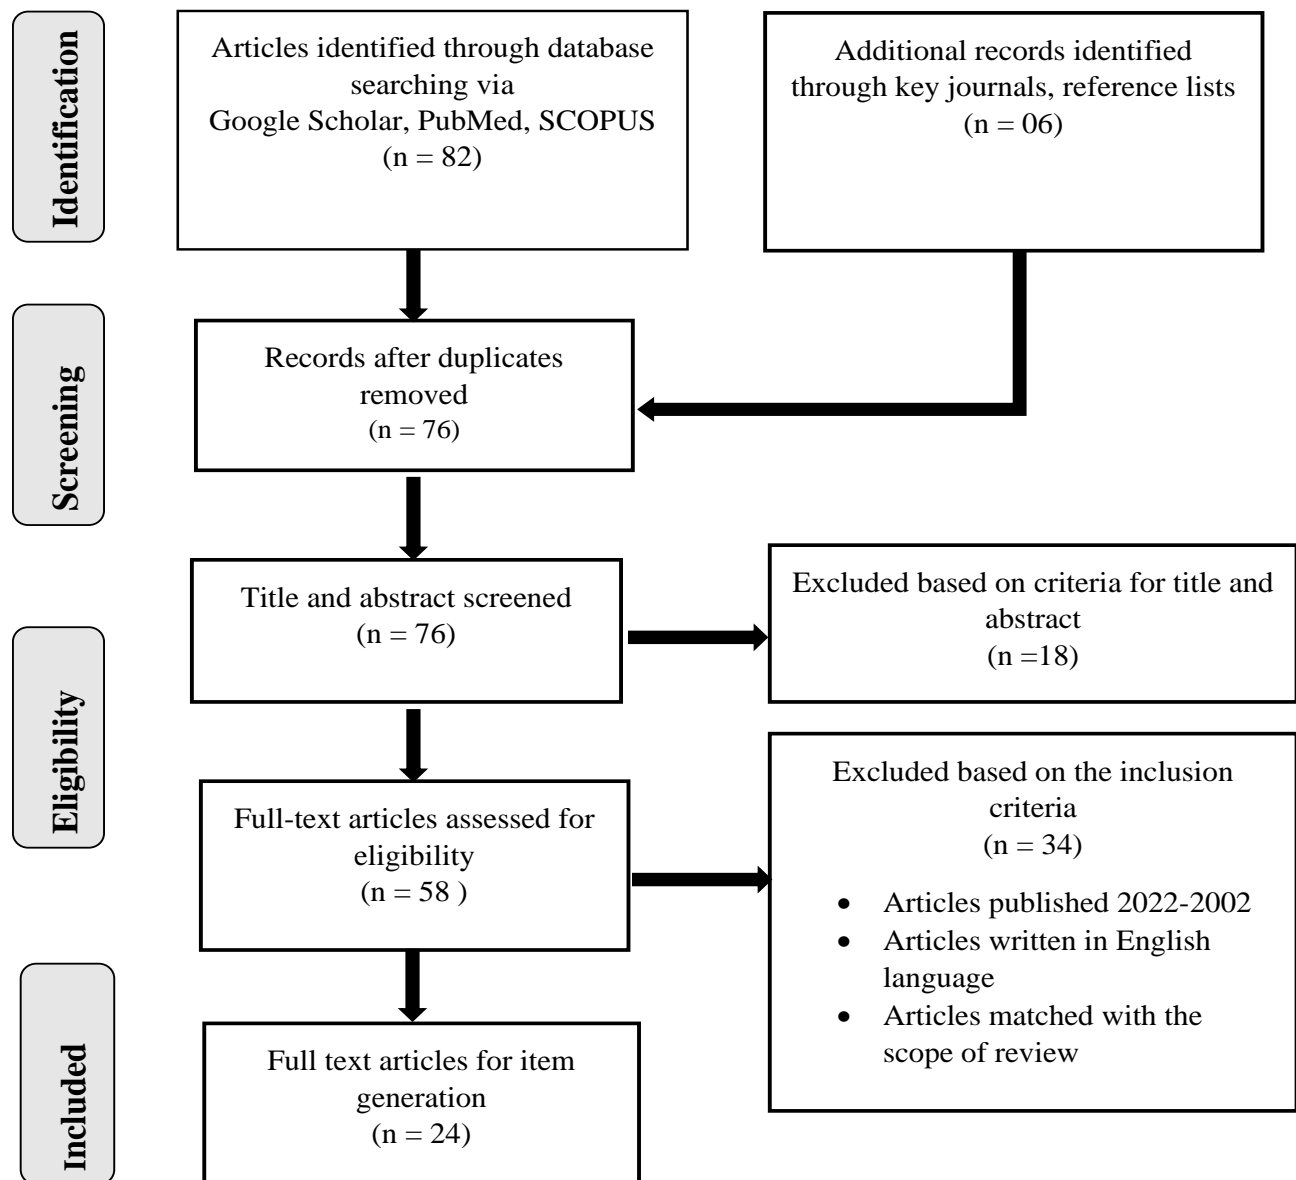 Identification
Articles identified through database
searching via
Google Scholar, PubMed, SCOPUS
(n = 82)
Additional records identified
through key journals, reference lists
(n = 06)
Screening
Records after duplicates
removed
(n = 76)
Title and abstract screened
(n = 76)
Excluded based on criteria for title and
abstract
(n =18)
Eligibility
Full-text articles assessed for
eligibility
(n = 58 )
Excluded based on the inclusion
criteria
(n = 34)
• Articles published 2022-2002
• Articles written in English
language
• Articles matched with the
scope of review
Included
Full text articles for item
generation
(n = 24)